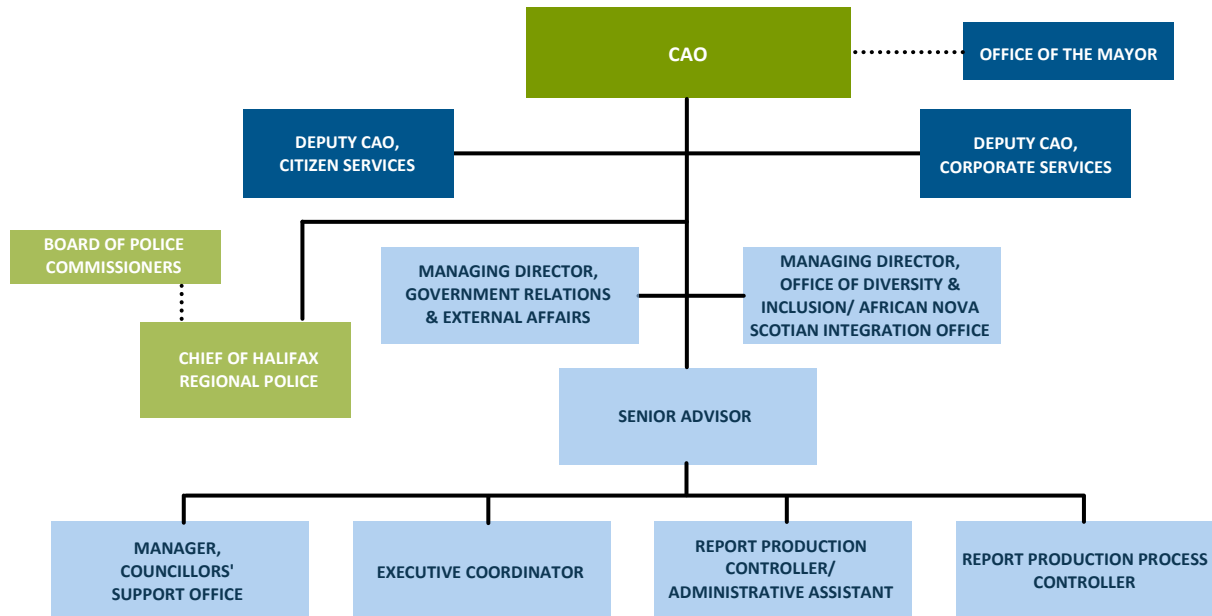 CAO
OFFICE OF THE MAYOR
DEPUTY CAO,
CITIZEN SERVICES
DEPUTY CAO,
CORPORATE SERVICES
BOARD OF POLICE
COMMISSIONERS
MANAGING DIRECTOR,
GOVERNMENT RELATIONS
& EXTERNAL AFFAIRS
MANAGING DIRECTOR,
OFFICE OF DIVERSITY &
INCLUSION/ AFRICAN NOVA
SCOTIAN INTEGRATION OFFICE
CHIEF OF HALIFAX
REGIONAL POLICE
SENIOR ADVISOR
MANAGER,
COUNCILLORS'
SUPPORT OFFICE
EXECUTIVE COORDINATOR
REPORT PRODUCTION
CONTROLLER/
ADMINISTRATIVE ASSISTANT
REPORT PRODUCTION PROCESS
CONTROLLER